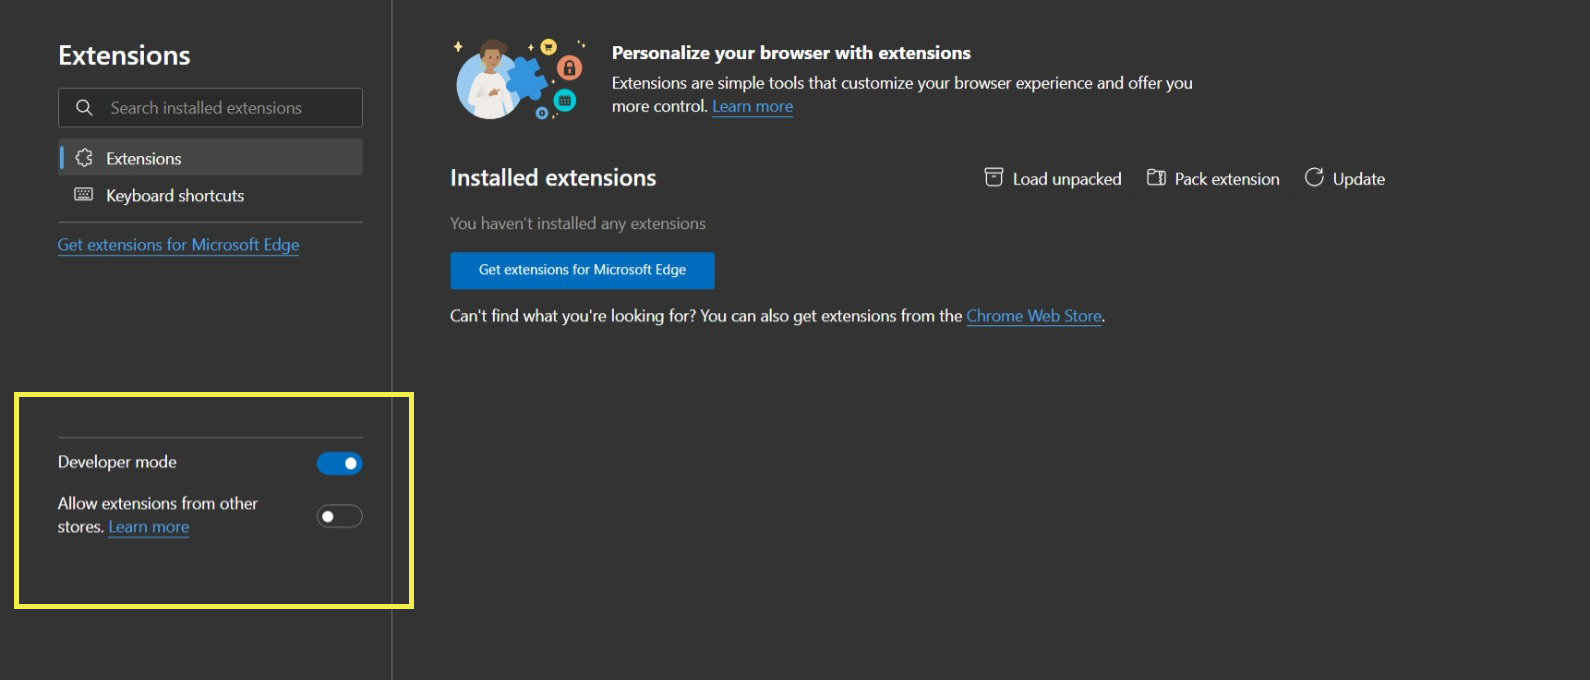 Extensions
Search installed extensions
Extensions
Keyboard shortcuts
Get extensions for Microsoft Edge
Developer mode
Allow extensions from other
stores. Learn more
Personalize your browser with extensions
Extensions are simple tools that customize your browser experience and offer you
more control. Learn more
Installed extensions
Load unpacked
Pack extension
Update
You haven't installed any extensions
Get extensions for Microsoft Edge
Can't find what you're looking for? You can also get extensions from the Chrome Web Store.